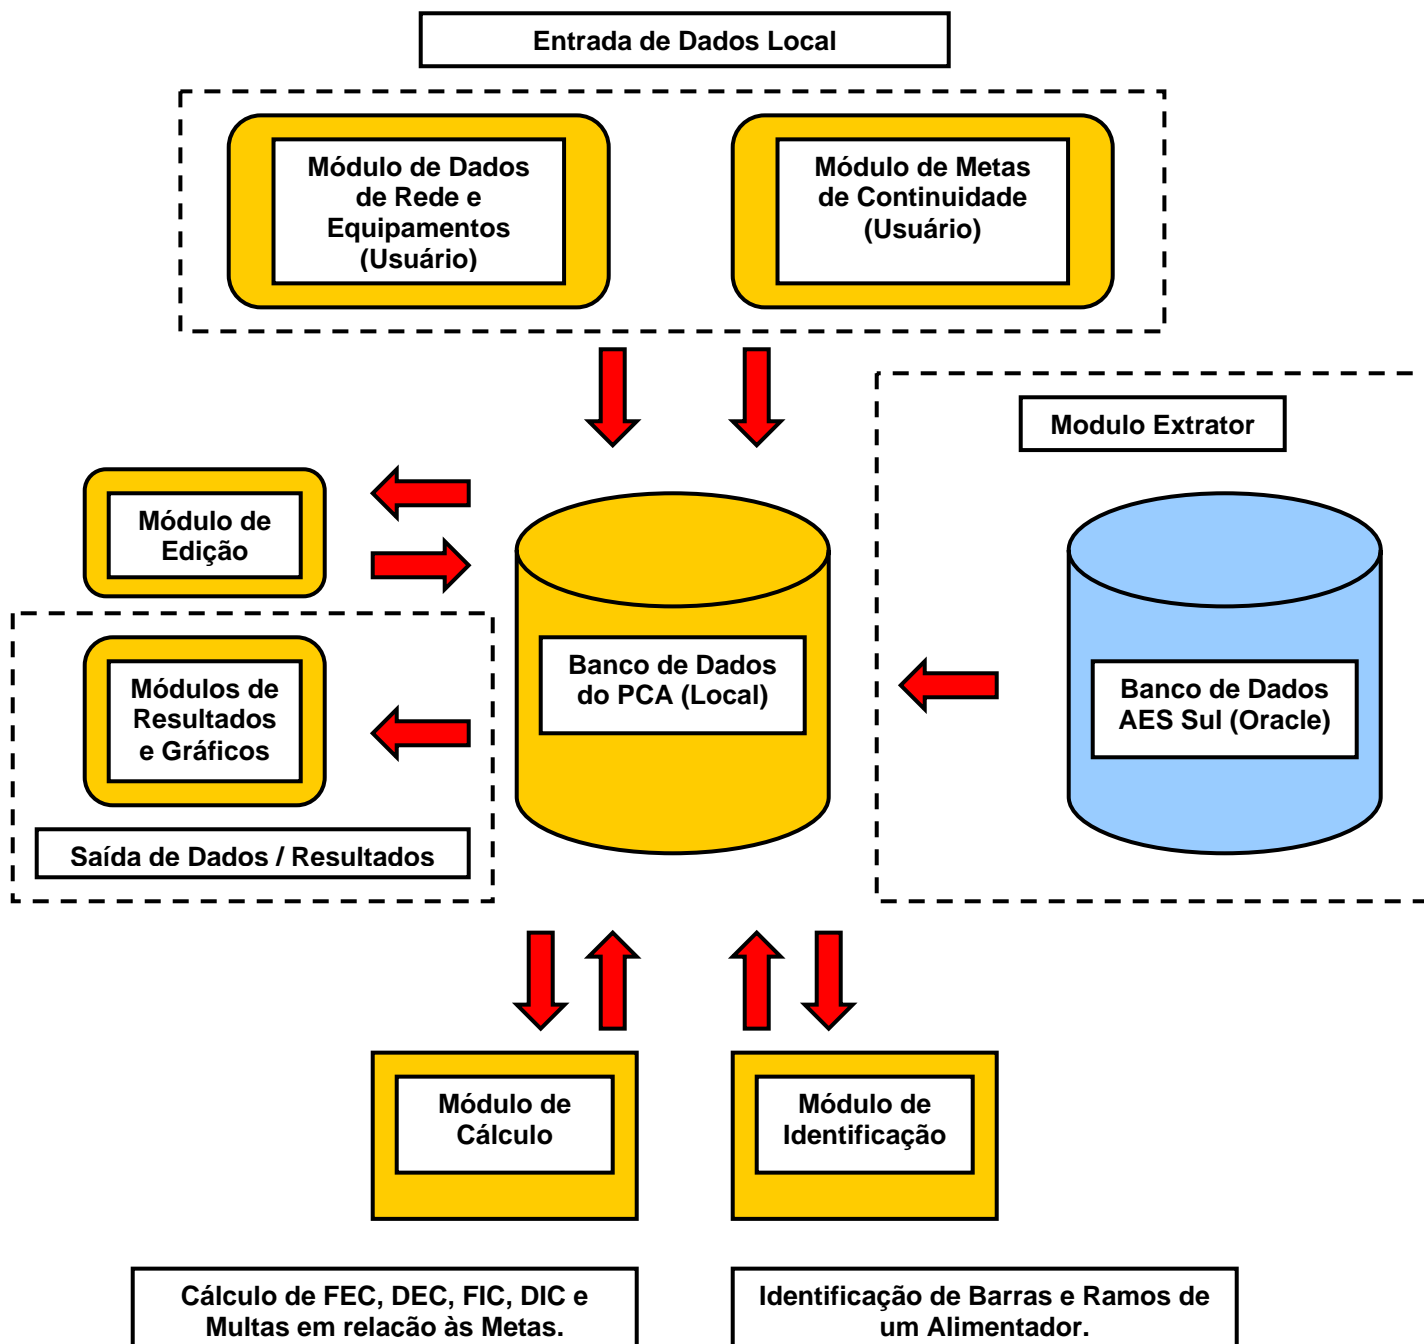 Entrada de Dados Local
Módulo de Dados
de Rede e
Equipamentos
(Usuário)
Módulo de Metas
de Continuidade
(Usuário)
Modulo Extrator
Módulo de
Edição
Banco de Dados
do PCA (Local)
Banco de Dados
AES Sul (Oracle)
Módulos de
Resultados
e Gráficos
Saída de Dados / Resultados
Módulo de
Cálculo
Módulo de
Identificação
Cálculo de FEC, DEC, FIC, DIC e
Multas em relação às Metas.
Identificação de Barras e Ramos de
um Alimentador.